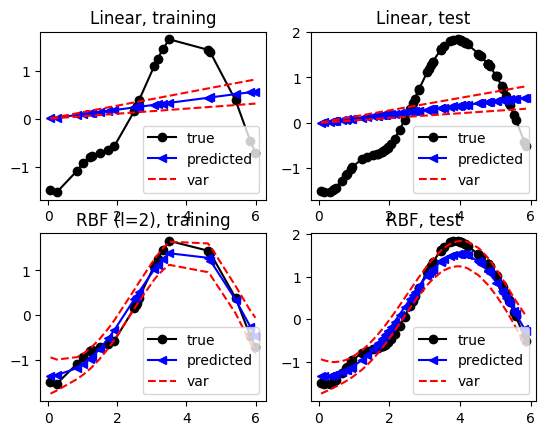 Linear, training
Linear, test
1
0
−1
true
predicted
var
0 2 4 6
2
1
0
−1
true
predicted
var
0 2 4 6
RBF (l=2), training
RBF, test
1
0
−1
true
predicted
var
0 2 4 6
2
1
0
−1
true
predicted
var
0 2 4 6